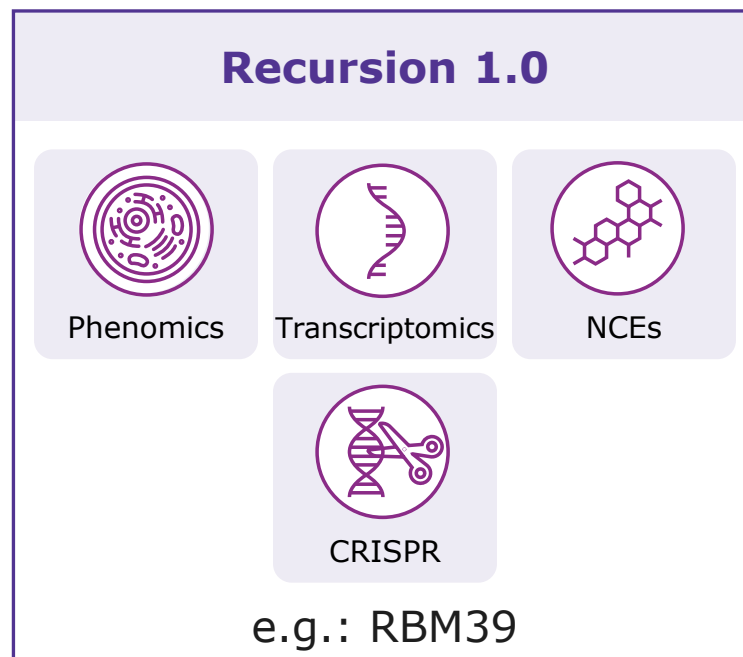 Recursion 1.0
Phenomics
Transcriptomics
NCEs
CRISPR
e.g.: RBM39